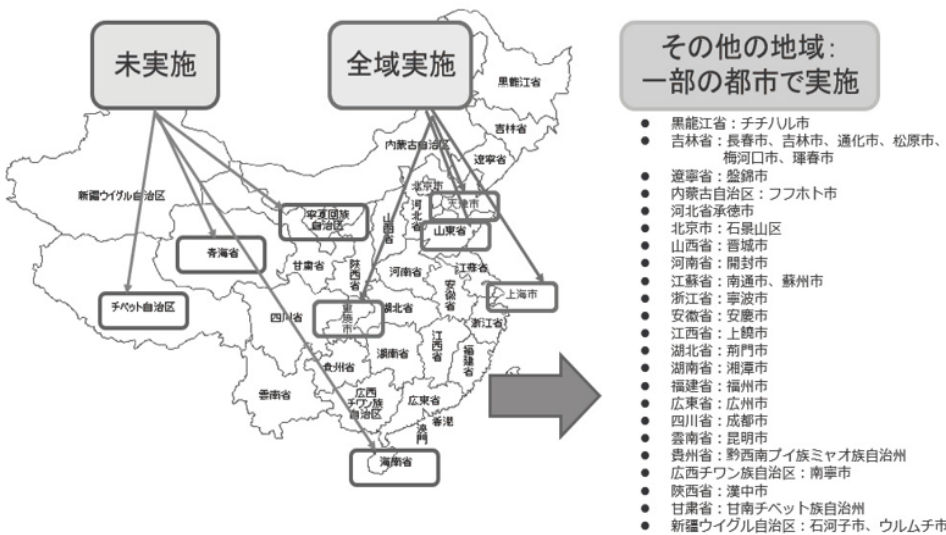 未実施
全域実施
黒龍江省
吉林省
遼寧省
内蒙古自治区
北京市
天津市
河北省
山西省
山東省
新疆ウイグル自治区
寧夏回族
自治区
青海省
甘粛省
陝西省
河南省
江蘇省
安徽省
上海市
チベット自治区
四川省
重慶市
湖北省
浙江省
江西省
湖南省
福建省
貴州省
雲南省
広西
チワン族
自治区
広東省
香港
澳門
海南省
その他の地域:
一部の都市で実施
● 黒龍江省:チチハル市
● 吉林省:長春市、吉林市、通化市、松原市、
梅河口市、琿春市
● 遼寧省:盤錦市
● 内蒙古自治区:フフホト市
● 河北省承徳市
● 北京市:石景山区
● 山西省:晋城市
● 河南省:開封市
● 江蘇省:南通市、蘇州市
● 浙江省:寧波市
● 安徽省:安慶市
● 江西省:上饒市
● 湖北省:荊門市
● 湖南省:湘潭市
● 福建省:福州市
● 広東省:広州市
● 四川省:成都市
● 雲南省:昆明市
● 貴州省:黔西南プイ族ミャオ族自治州
● 広西チワン族自治区:南寧市
● 陝西省:漢中市
● 甘粛省:甘南チベット族自治州
● 新疆ウイグル自治区:石河子市、ウルムチ市